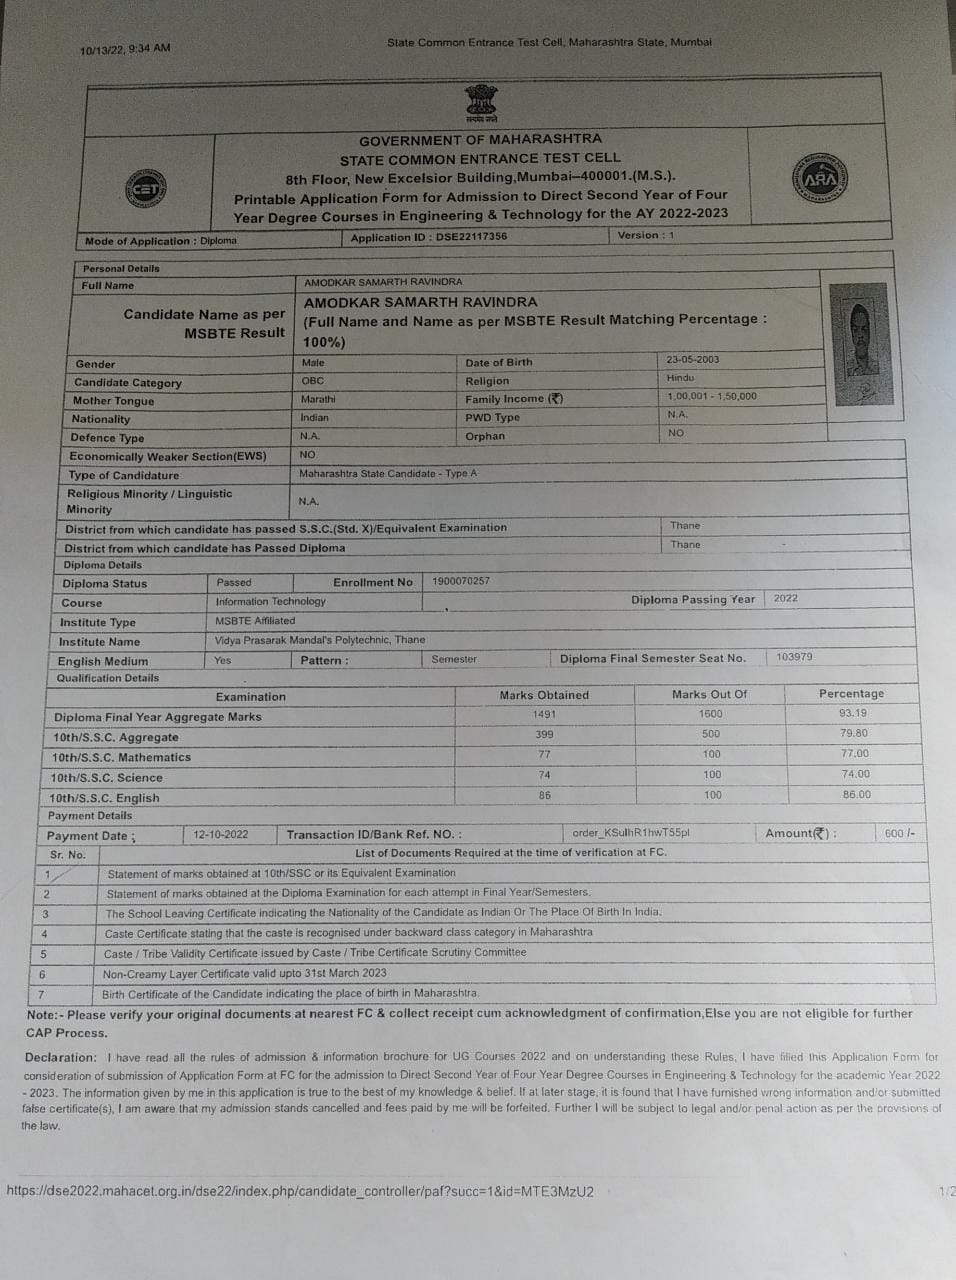 10/13/22, 9:34 AM
State Common Entrance Test Cell, Maharashtra State, Mumbai
सत्यमेव जयते
GOVERNMENT OF MAHARASHTRA
STATE COMMON ENTRANCE TEST CELL
8th Floor, New Excelsior Building,Mumbai–400001.(M.S.).
Printable Application Form for Admission to Direct Second Year of Four
Year Degree Courses in Engineering & Technology for the AY 2022-2023
CET
ARA
Mode of Application : Diploma Application ID : DSE22117356 Version : 1
Personal Details
Full Name AMODKAR SAMARTH RAVINDRA
Candidate Name as per MSBTE Result
AMODKAR SAMARTH RAVINDRA
(Full Name and Name as per MSBTE Result Matching Percentage :
100%)
Gender Male Date of Birth 23-05-2003
Candidate Category OBC Religion Hindu
Mother Tongue Marathi Family Income (₹) 1,00,001 - 1,50,000
Nationality Indian PWD Type N.A.
Defence Type N.A. Orphan NO
Economically Weaker Section(EWS) NO
Type of Candidature Maharashtra State Candidate - Type A
Religious Minority / Linguistic
Minority N.A.
District from which candidate has passed S.S.C.(Std. X)/Equivalent Examination Thane
District from which candidate has Passed Diploma Thane
Diploma Details
Diploma Status Passed Enrollment No 1900070257
Course Information Technology Diploma Passing Year 2022
Institute Type MSBTE Affiliated
Institute Name Vidya Prasarak Mandal's Polytechnic, Thane
English Medium Yes Pattern : Semester Diploma Final Semester Seat No. 103979
Qualification Details
Examination Marks Obtained Marks Out Of Percentage
Diploma Final Year Aggregate Marks 1491 1600 93.19
10th/S.S.C. Aggregate 399 500 79.80
10th/S.S.C. Mathematics 77 100 77.00
10th/S.S.C. Science 74 100 74.00
10th/S.S.C. English 86 100 86.00
Payment Details
Payment Date : 12-10-2022 Transaction ID/Bank Ref. NO. : order_KSulhR1hwT55pl Amount(₹) : 600 /-
Sr. No. List of Documents Required at the time of verification at FC.
1 Statement of marks obtained at 10th/SSC or its Equivalent Examination
2 Statement of marks obtained at the Diploma Examination for each attempt in Final Year/Semesters.
3 The School Leaving Certificate indicating the Nationality of the Candidate as Indian Or The Place Of Birth In India.
4 Caste Certificate stating that the caste is recognised under backward class category in Maharashtra
5 Caste / Tribe Validity Certificate issued by Caste / Tribe Certificate Scrutiny Committee
6 Non-Creamy Layer Certificate valid upto 31st March 2023
7 Birth Certificate of the Candidate indicating the place of birth in Maharashtra.
Note:- Please verify your original documents at nearest FC & collect receipt cum acknowledgment of confirmation,Else you are not eligible for further
CAP Process.
Declaration: I have read all the rules of admission & information brochure for UG Courses 2022 and on understanding these Rules, I have filled this Application Form for
consideration of submission of Application Form at FC for the admission to Direct Second Year of Four Year Degree Courses in Engineering & Technology for the academic Year 2022
- 2023. The information given by me in this application is true to the best of my knowledge & belief. If at later stage, it is found that I have furnished wrong information and/or submitted
false certificate(s), I am aware that my admission stands cancelled and fees paid by me will be forfeited. Further I will be subject to legal and/or penal action as per the provisions of
the law.
https://dse2022.mahacet.org.in/dse22/index.php/candidate_controller/paf?succ=1&id=MTE3MzU2
1/2